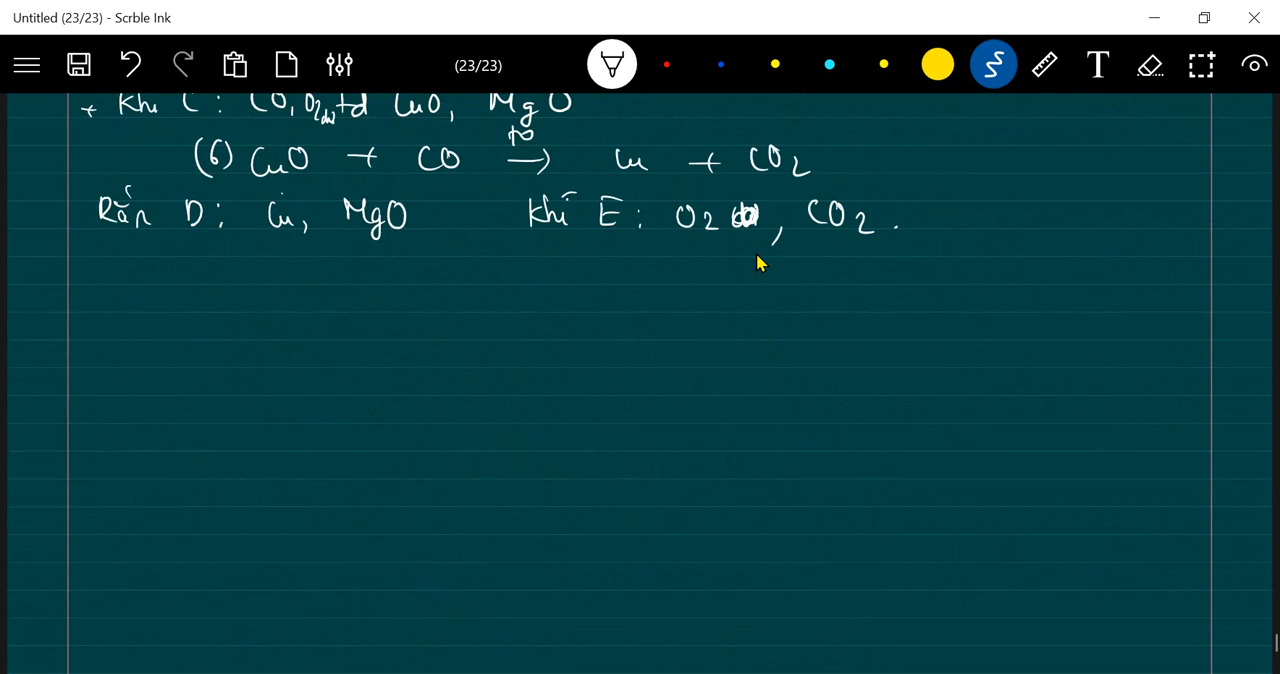 Untitled (23/23) - Scrble Ink
(23/23)
+ Khí C: CO, O2 dư td CuO, MgO
(6) CuO + CO t° → Cu + CO2
Rắn D: Cu, MgO Khí E: O2, CO2.